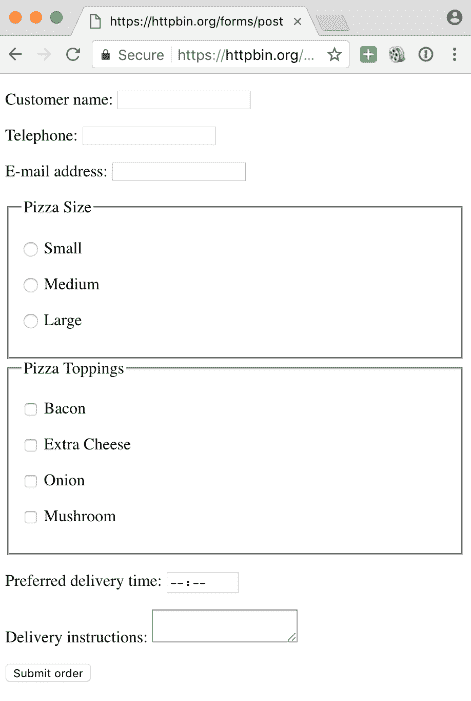 https://httpbin.org/forms/post
Secure https://httpbin.org/...
Customer name:
Telephone:
E-mail address:
Pizza Size
Small
Medium
Large
Pizza Toppings
Bacon
Extra Cheese
Onion
Mushroom
Preferred delivery time: --:--
Delivery instructions:
Submit order